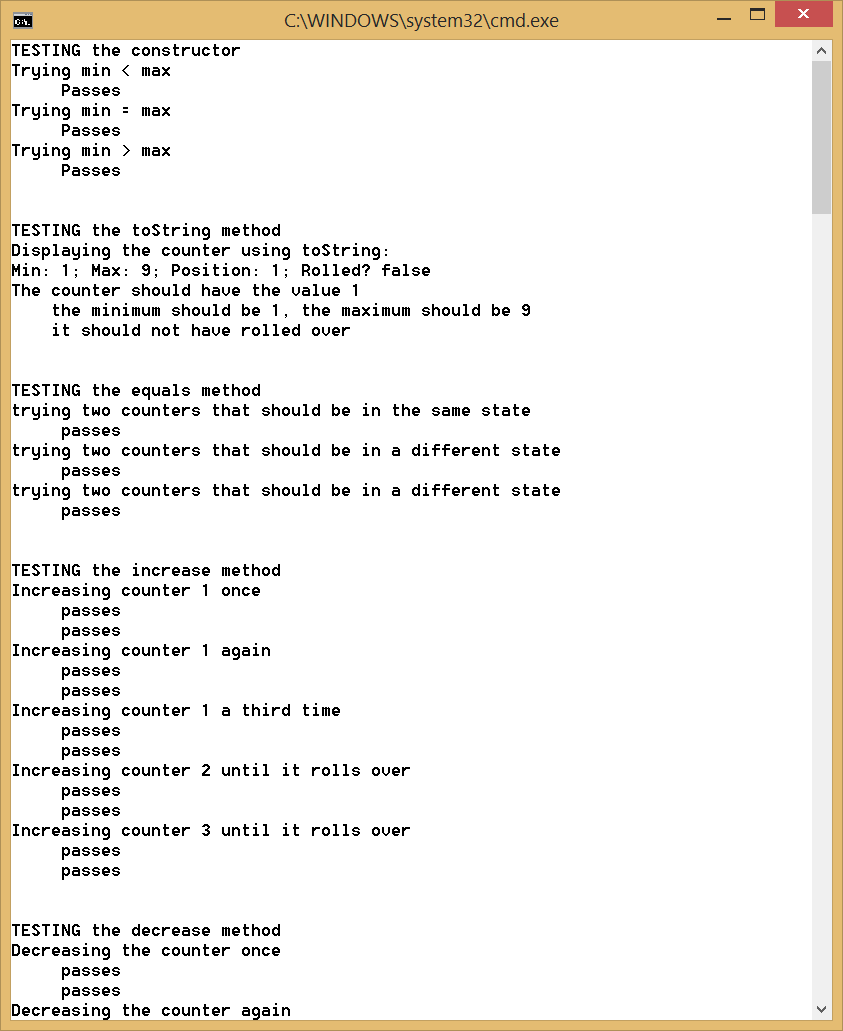 C:\WINDOWS\system32\cmd.exe
TESTING the constructor
Trying min < max
     Passes
Trying min = max
     Passes
Trying min > max
     Passes
TESTING the toString method
Displaying the counter using toString:
Min: 1; Max: 9; Position: 1; Rolled? false
The counter should have the value 1
    the minimum should be 1, the maximum should be 9
    it should not have rolled over
TESTING the equals method
trying two counters that should be in the same state
     passes
trying two counters that should be in a different state
     passes
trying two counters that should be in a different state
     passes
TESTING the increase method
Increasing counter 1 once
     passes
     passes
Increasing counter 1 again
     passes
     passes
Increasing counter 1 a third time
     passes
     passes
Increasing counter 2 until it rolls over
     passes
     passes
Increasing counter 3 until it rolls over
     passes
     passes
TESTING the decrease method
Decreasing the counter once
     passes
     passes
Decreasing the counter again